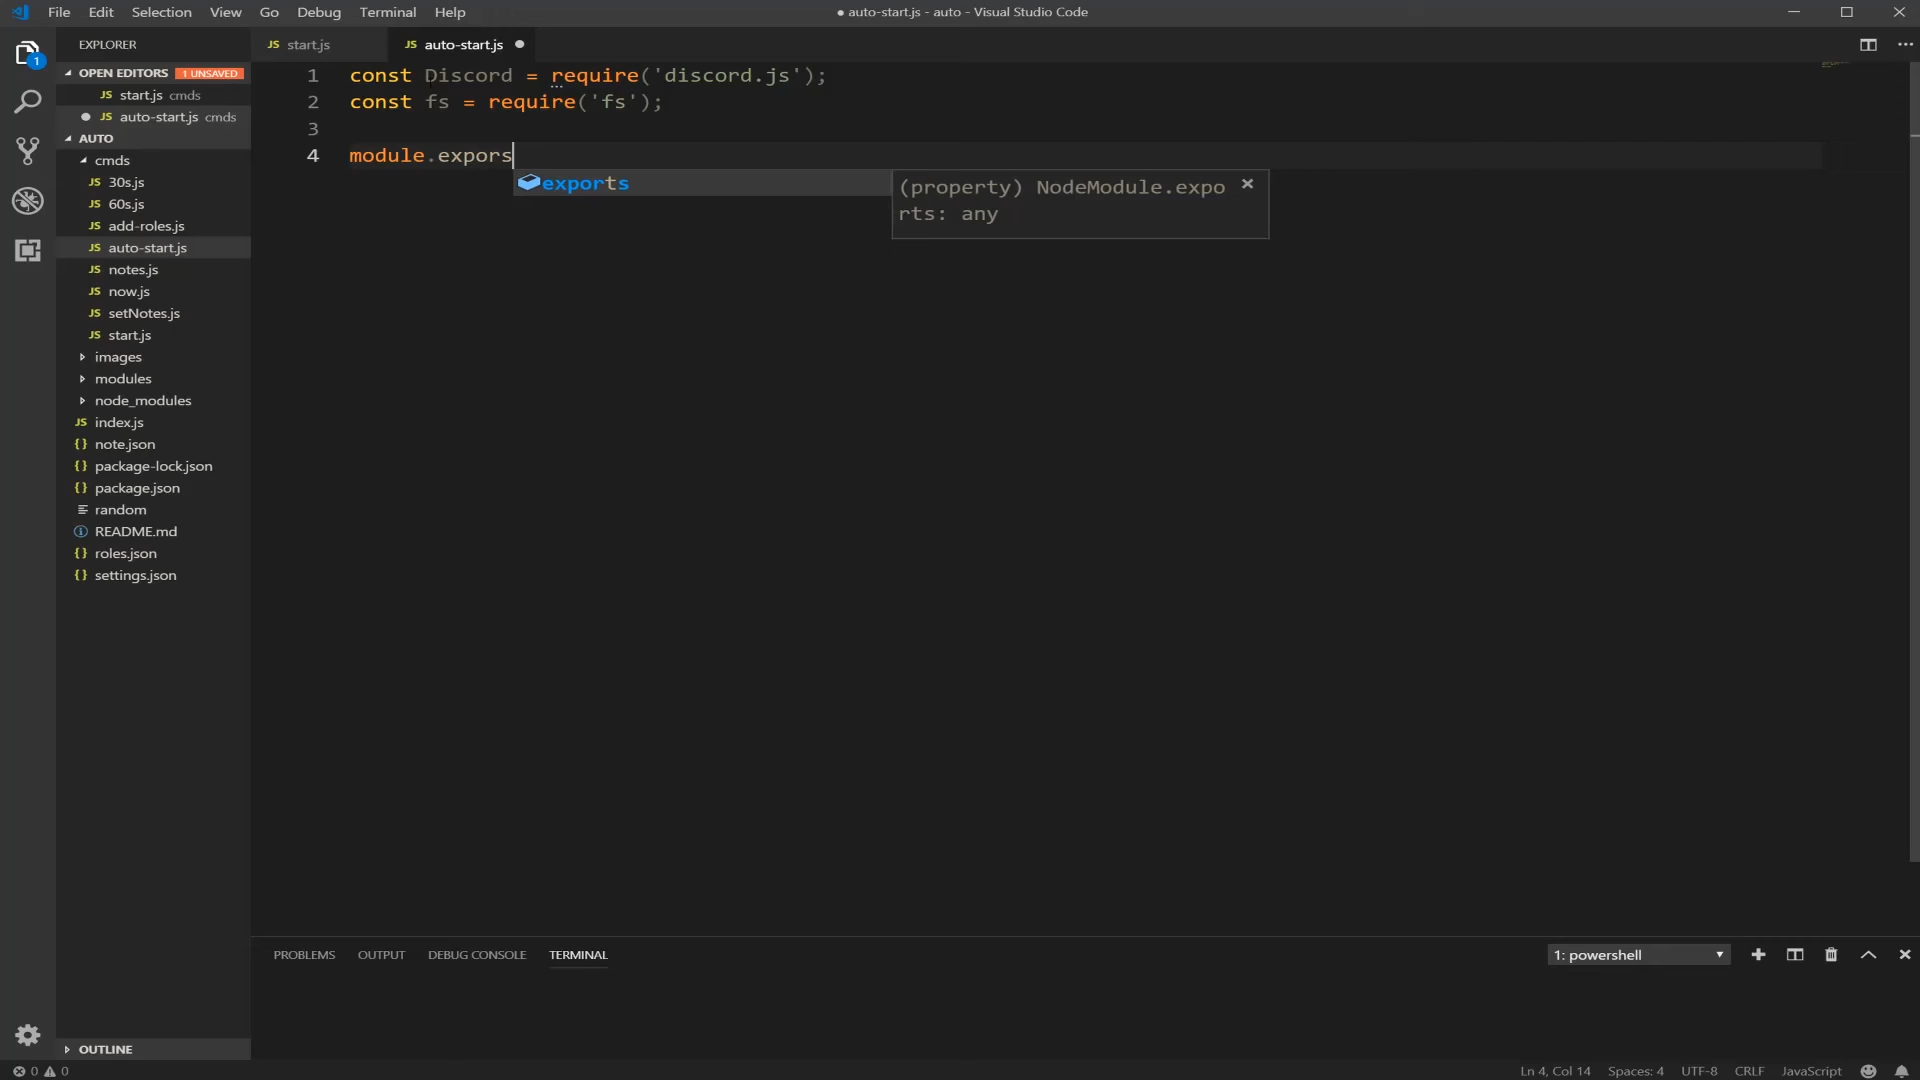 File Edit Selection View Go Debug Terminal Help
● auto-start.js - auto - Visual Studio Code
EXPLORER
OPEN EDITORS 1 UNSAVED
JS start.js cmds
● JS auto-start.js cmds
AUTO
cmds
JS 30s.js
JS 60s.js
JS add-roles.js
JS auto-start.js
JS notes.js
JS now.js
JS setNotes.js
JS start.js
images
modules
node_modules
JS index.js
{} note.json
{} package-lock.json
{} package.json
random
README.md
{} roles.json
{} settings.json
OUTLINE
1
JS start.js
JS auto-start.js ●
1 const Discord = require('discord.js');
2 const fs = require('fs');
3
4 module.expors
exports
(property) NodeModule.expo
rts: any
PROBLEMS OUTPUT DEBUG CONSOLE TERMINAL
1: powershell
0 0
Ln 4, Col 14 Spaces: 4 UTF-8 CRLF JavaScript